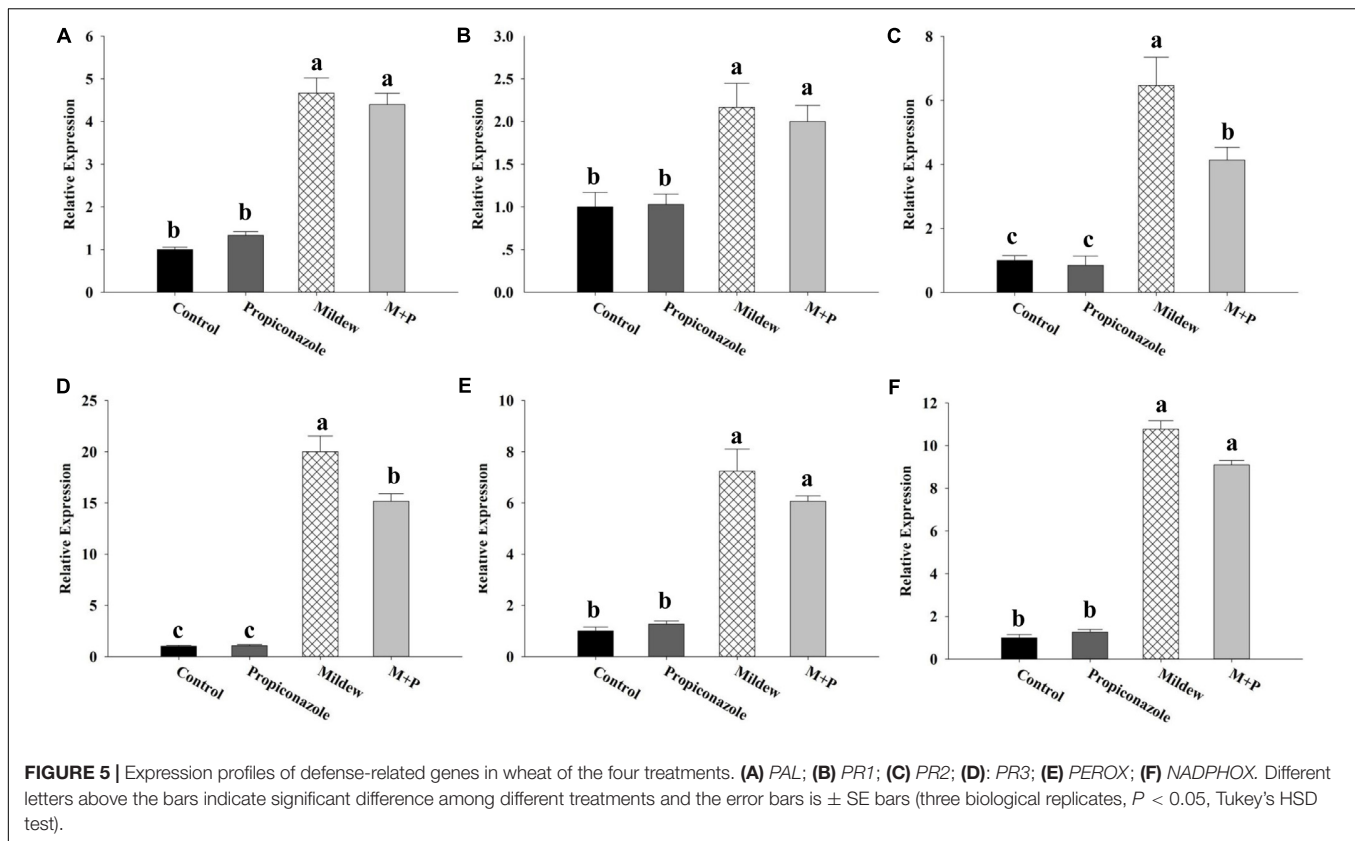 A
Relative Expression
6
5
4
3
2
1
0
b
b
a
a
Control
Propiconazole
Mildew
M+P
B
Relative Expression
2.5
2.0
1.5
1.0
.5
0.0
b
b
a
a
Control
Propiconazole
Mildew
M+P
C
Relative Expression
8
6
4
2
0
c
c
a
b
Control
Propiconazole
Mildew
M+P
D
Relative Expression
25
20
15
10
5
0
c
c
a
b
Control
Propiconazole
Mildew
M+P
E
Relative Expression
10
8
6
4
2
0
b
b
a
a
Control
Propiconazole
Mildew
M+P
F
Relative Expression
12
10
8
6
4
2
0
b
b
a
a
Control
Propiconazole
Mildew
M+P
FIGURE 5 | Expression profiles of defense-related genes in wheat of the four treatments. (A) PAL; (B) PR1; (C) PR2; (D): PR3; (E) PEROX; (F) NADPHOX. Different
letters above the bars indicate significant difference among different treatments and the error bars is ± SE bars (three biological replicates, P < 0.05, Tukey's HSD
test).